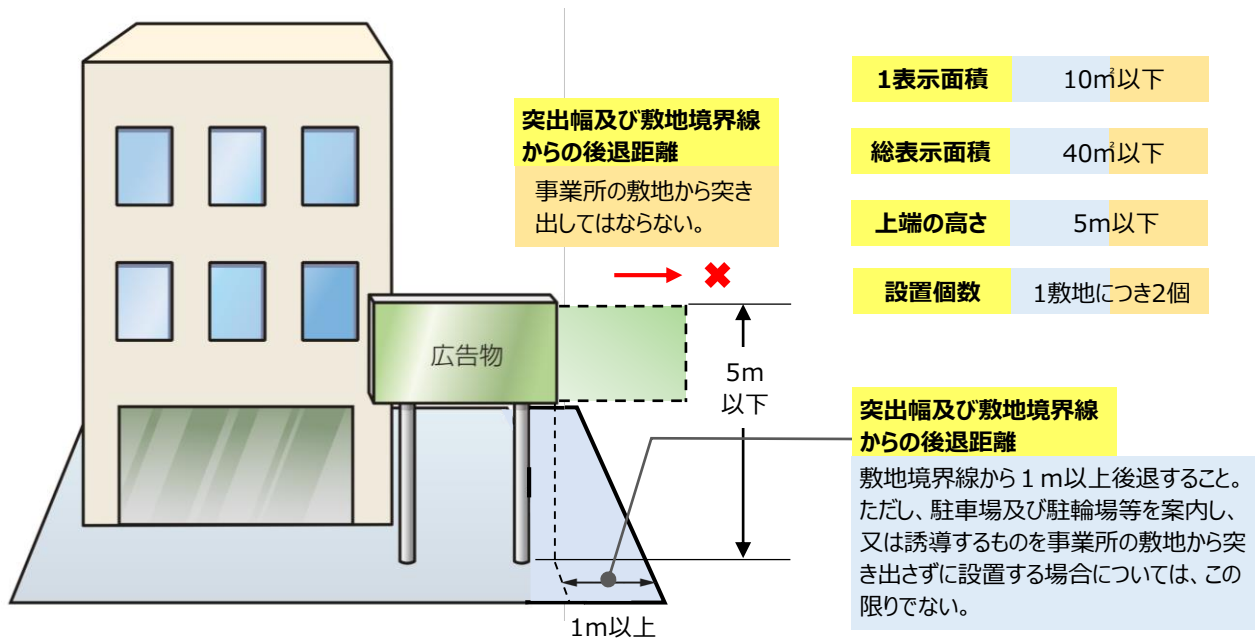 1表示面積 10㎡以下
突出幅及び敷地境界線
からの後退距離
事業所の敷地から突き
出してはならない。
総表示面積 40㎡以下
上端の高さ 5m以下
設置個数 1敷地につき2個
広告物
5m
以下
突出幅及び敷地境界線
からの後退距離
敷地境界線から１ｍ以上後退すること。
ただし、駐車場及び駐輪場等を案内し、
又は誘導するものを事業所の敷地から突
き出さずに設置する場合については、この
限りでない。
1m以上